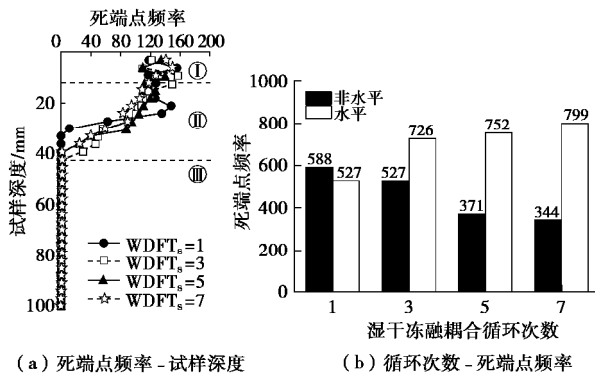 死端点频率
0 40 80 120 160 200
试样深度/mm
20
40
60
80
100
Ⅰ
Ⅱ
Ⅲ
WDFTs=1
WDFTs=3
WDFTs=5
WDFTs=7
(a)死端点频率-试样深度
死端点频率
1000
800
600
400
200
0
非水平
水平
588 527
527 726
371 752
344 799
1 3 5 7
湿干冻融耦合循环次数
(b)循环次数-死端点频率